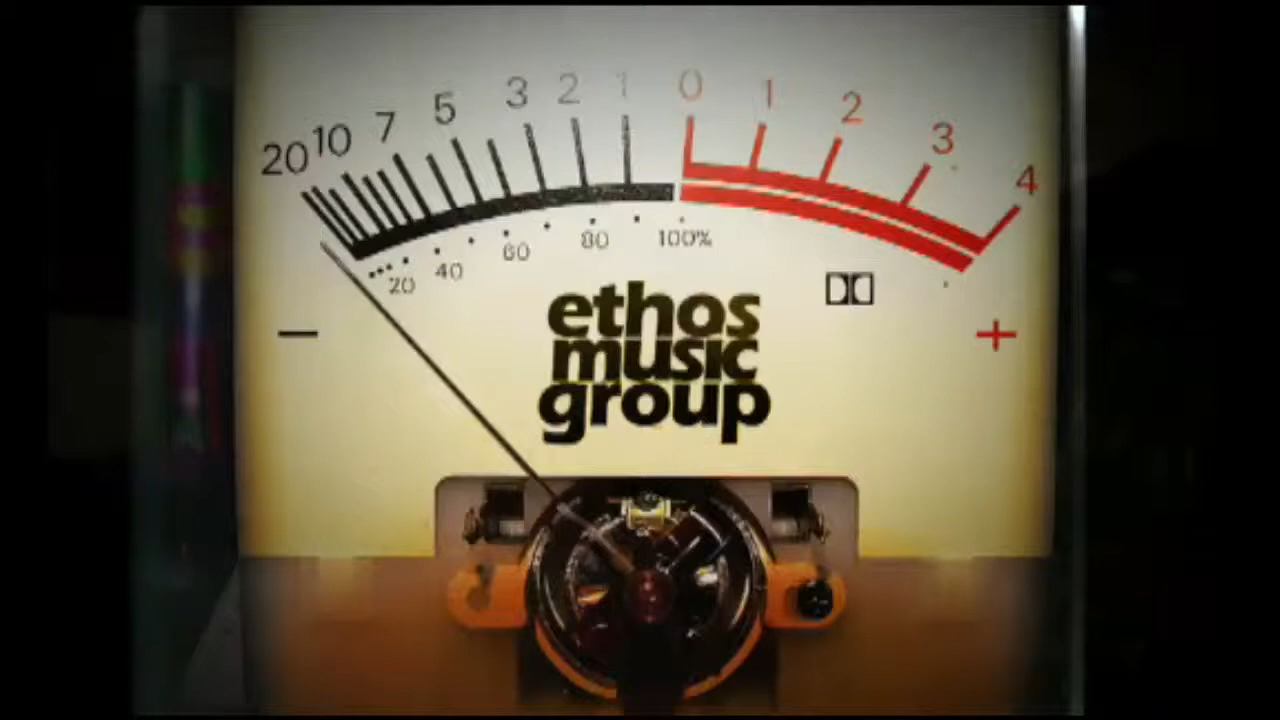 20 10 7 5 3 2 1 0 1 2 3 4
20 40 60 80 100%
− +
ethos
music
group